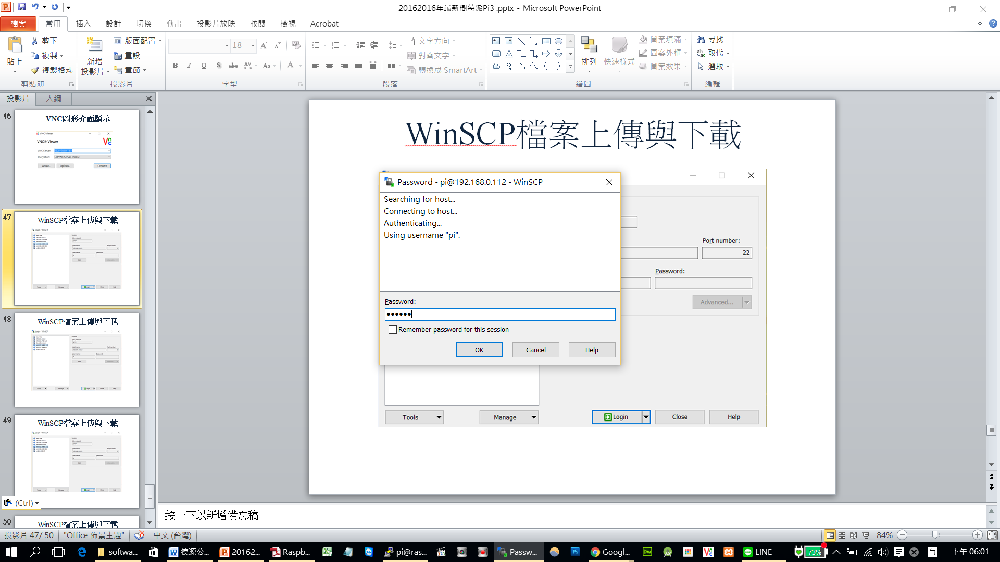 20162016年最新樹莓派Pi3 .pptx - Microsoft PowerPoint
檔案
常用
插入
設計
切換
動畫
投影片放映
校閱
檢視
Acrobat
貼上
剪下
複製
複製格式
剪貼簿
新增
投影片
版面配置
重設
章節
投影片
18
B I U S abc AV Aa A
字型
文字方向
對齊文字
轉換成 SmartArt
段落
排列
快速樣式
圖案填滿
圖案外框
圖案效果
繪圖
尋找
取代
選取
編輯
投影片
大綱
46
VNC圖形介面顯示
VNC Viewer
VNC® Viewer
VNC Server:
Encryption: Let VNC Server choose
About... Options... Connect
47
WinSCP檔案上傳與下載
48
WinSCP檔案上傳與下載
49
WinSCP檔案上傳與下載
(Ctrl)
50
WinSCP檔案上傳與下載
WinSCP檔案上傳與下載
Password - pi@192.168.0.112 - WinSCP
Searching for host...
Connecting to host...
Authenticating...
Using username "pi".
Password:
Remember password for this session
OK
Cancel
Help
Port number:
22
Password:
Advanced...
Tools
Manage
Login
Close
Help
按一下以新增備忘稿
投影片 47/ 50
"Office 佈景主題"
中文 (台灣)
84%
softwa...
德源公...
20162...
Raspb...
pi@ras...
Passw...
Googl...
LINE
73%
下午 06:01